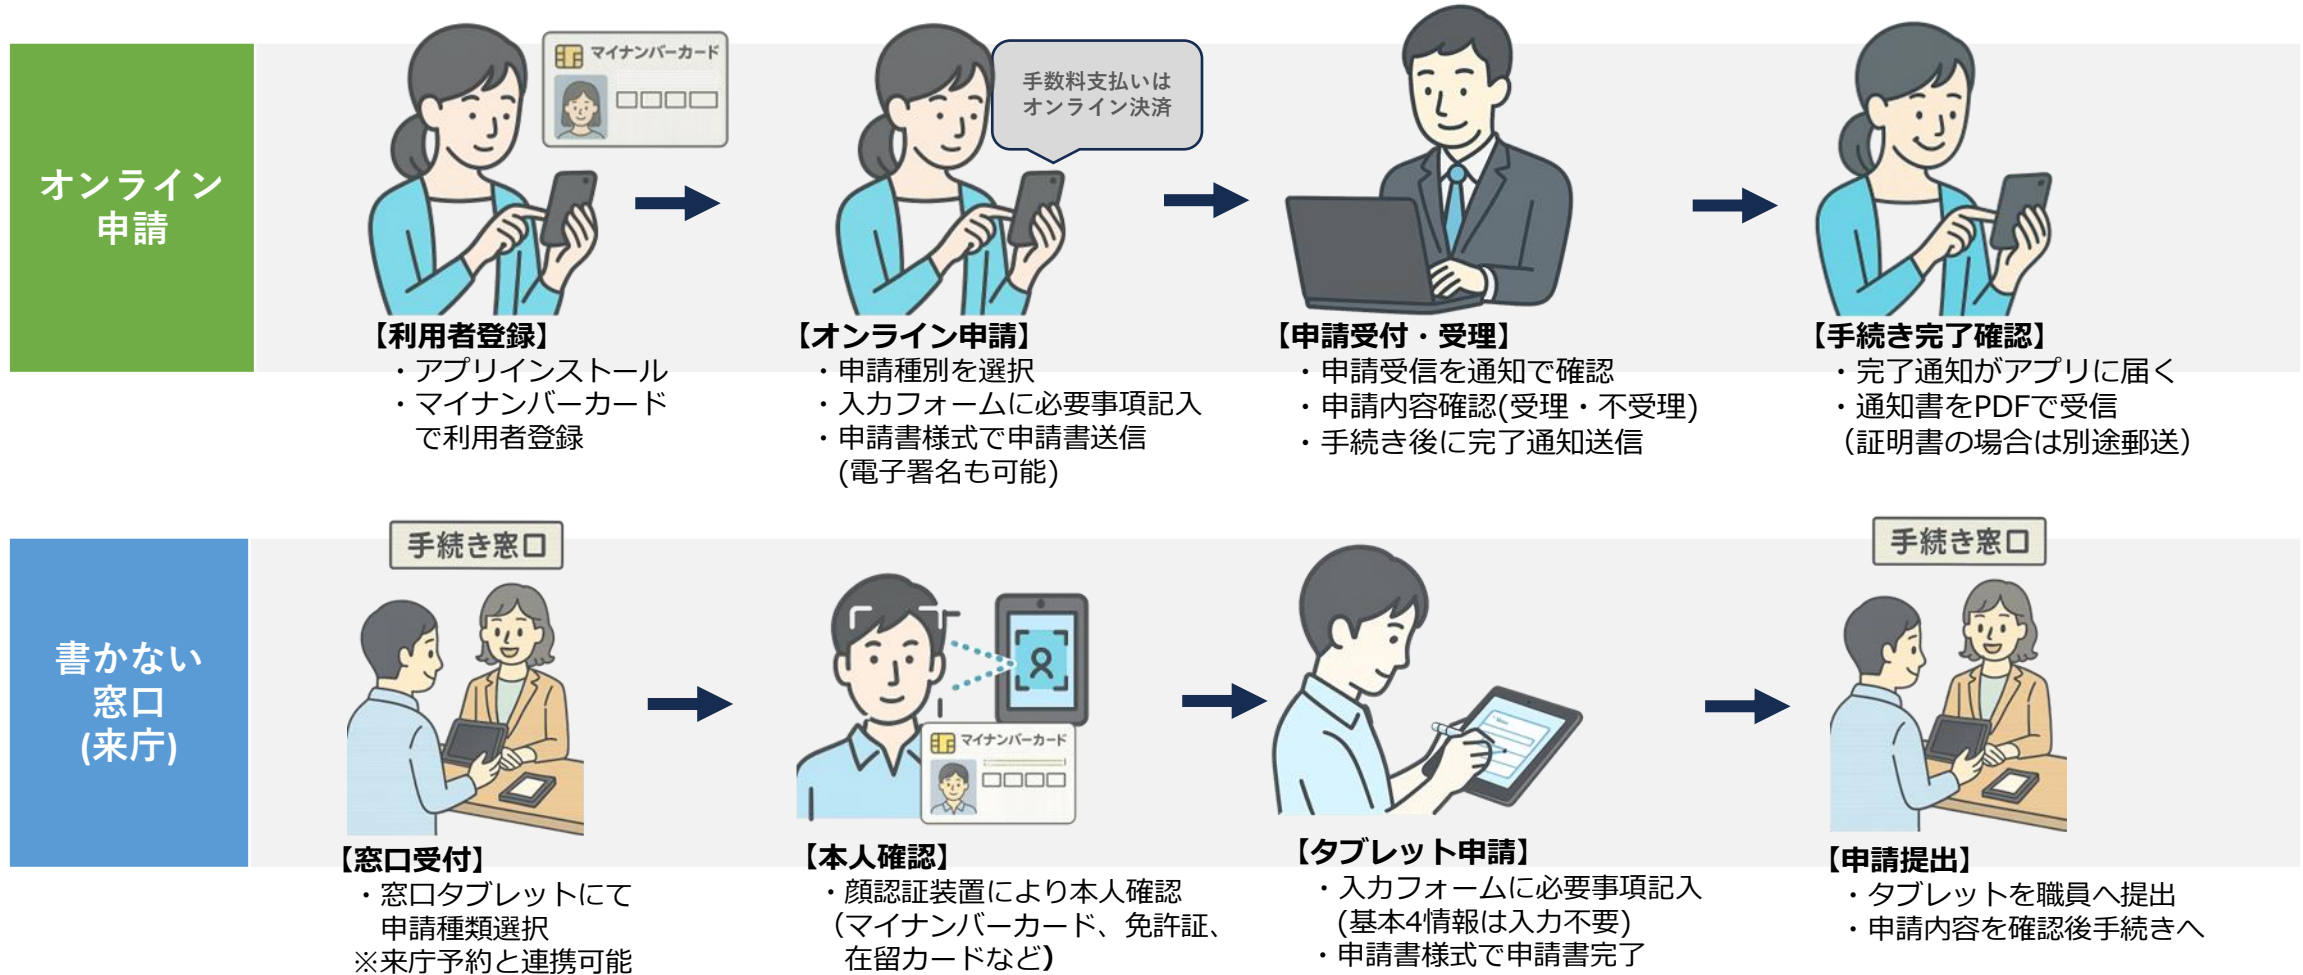 オンライン
申請
マイナンバーカード
手数料支払いは
オンライン決済
【利用者登録】
・アプリインストール
・マイナンバーカード
で利用者登録
【オンライン申請】
・申請種別を選択
・入力フォームに必要事項記入
・申請書様式で申請書送信
(電子署名も可能)
【申請受付・受理】
・申請受信を通知で確認
・申請内容確認(受理・不受理)
・手続き後に完了通知送信
【手続き完了確認】
・完了通知がアプリに届く
・通知書をPDFで受信
（証明書の場合は別途郵送）
書かない
窓口
(来庁)
手続き窓口
【窓口受付】
・窓口タブレットにて
申請種類選択
※来庁予約と連携可能
マイナンバーカード
【本人確認】
・顔認証装置により本人確認
（マイナンバーカード、免許証、
在留カードなど）
【タブレット申請】
・入力フォームに必要事項記入
(基本4情報は入力不要)
・申請書様式で申請書完了
手続き窓口
【申請提出】
・タブレットを職員へ提出
・申請内容を確認後手続きへ